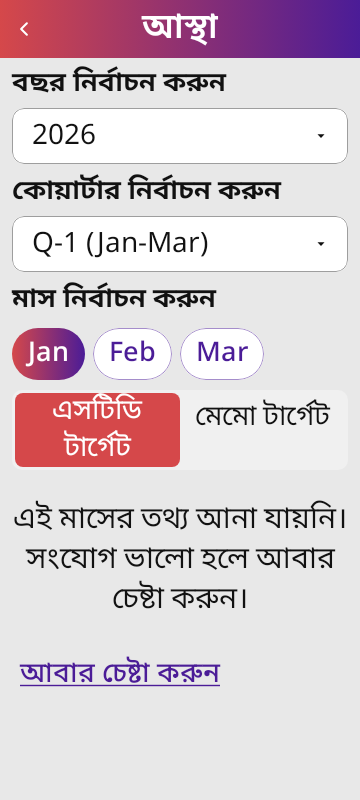 আস্থা
বছর নির্বাচন করুন
2026
কোয়ার্টার নির্বাচন করুন
Q-1 (Jan-Mar)
মাস নির্বাচন করুন
Jan Feb Mar
এসটিডি
টার্গেট
মেমো টার্গেট
এই মাসের তথ্য আনা যায়নি।
সংযোগ ভালো হলে আবার
চেষ্টা করুন।
আবার চেষ্টা করুন